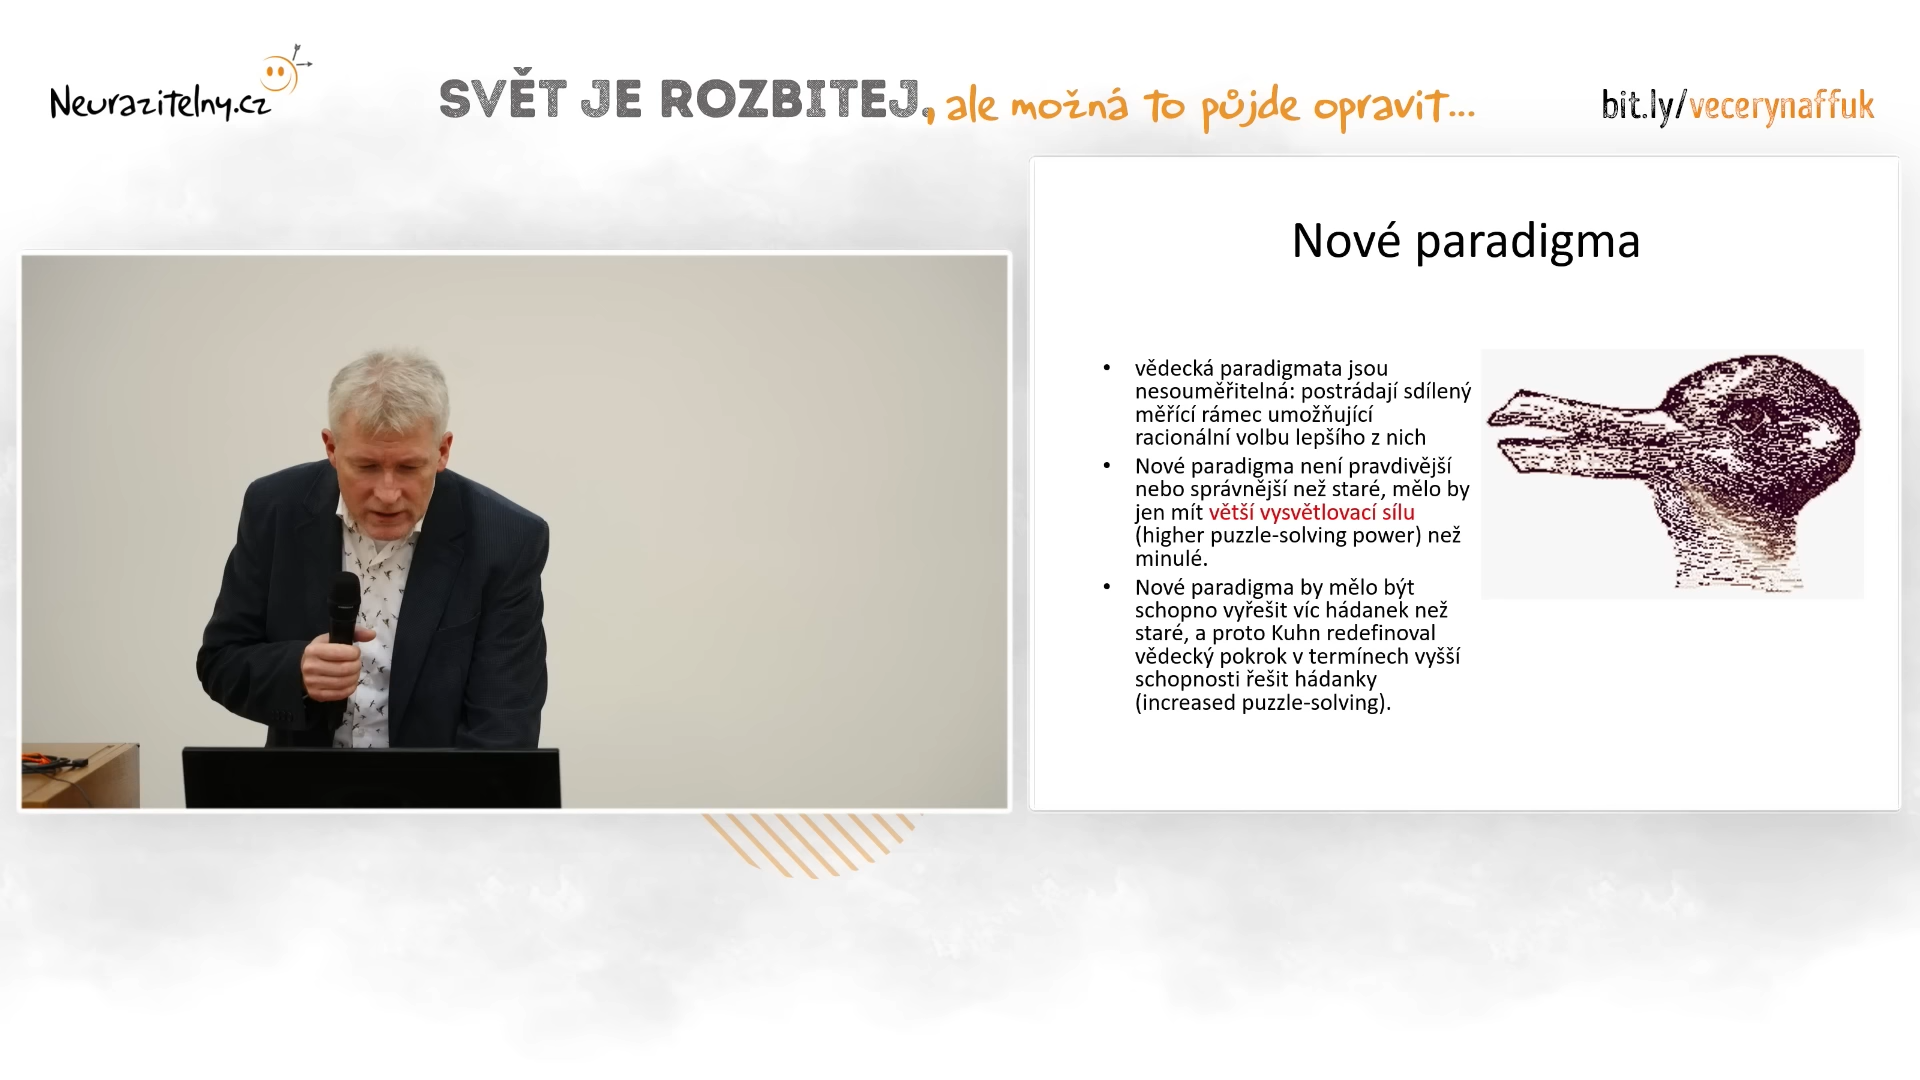 Neurazitelny.cz
SVĚT JE ROZBITEJ, ale možná to půjde opravit...
bit.ly/vecerynaffuk
Nové paradigma
• vědecká paradigmata jsou
nesouměřitelná: postrádají sdílený
měřící rámec umožňující
racionální volbu lepšího z nich
• Nové paradigma není pravdivější
nebo správnější než staré, mělo by
jen mít větší vysvětlovací sílu
(higher puzzle-solving power) než
minulé.
• Nové paradigma by mělo být
schopno vyřešit víc hádanek než
staré, a proto Kuhn redefinoval
vědecký pokrok v termínech vyšší
schopnosti řešit hádanky
(increased puzzle-solving).